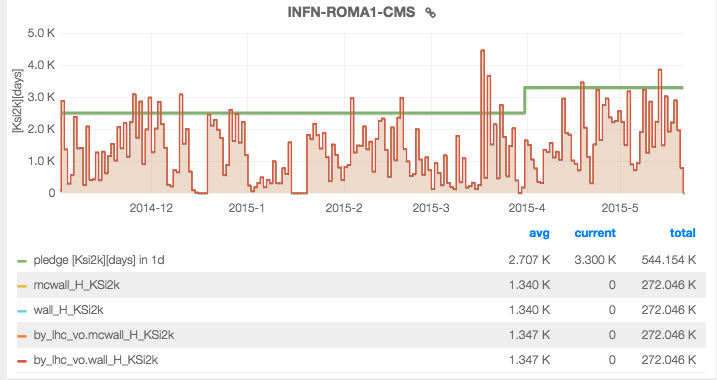 INFN-ROMA1-CMS
5.0 K
4.0 K
3.0 K
2.0 K
1.0 K
0
[Ksi2k][days]
2014-12 2015-1 2015-2 2015-3 2015-4 2015-5
avg current total
pledge [Ksi2k][days] in 1d 2.707 K 3.300 K 544.154 K
mcwall_H_KSi2k 1.340 K 0 272.046 K
wall_H_KSi2k 1.340 K 0 272.046 K
by_lhc_vo.mcwall_H_KSi2k 1.347 K 0 272.046 K
by_lhc_vo.wall_H_KSi2k 1.347 K 0 272.046 K